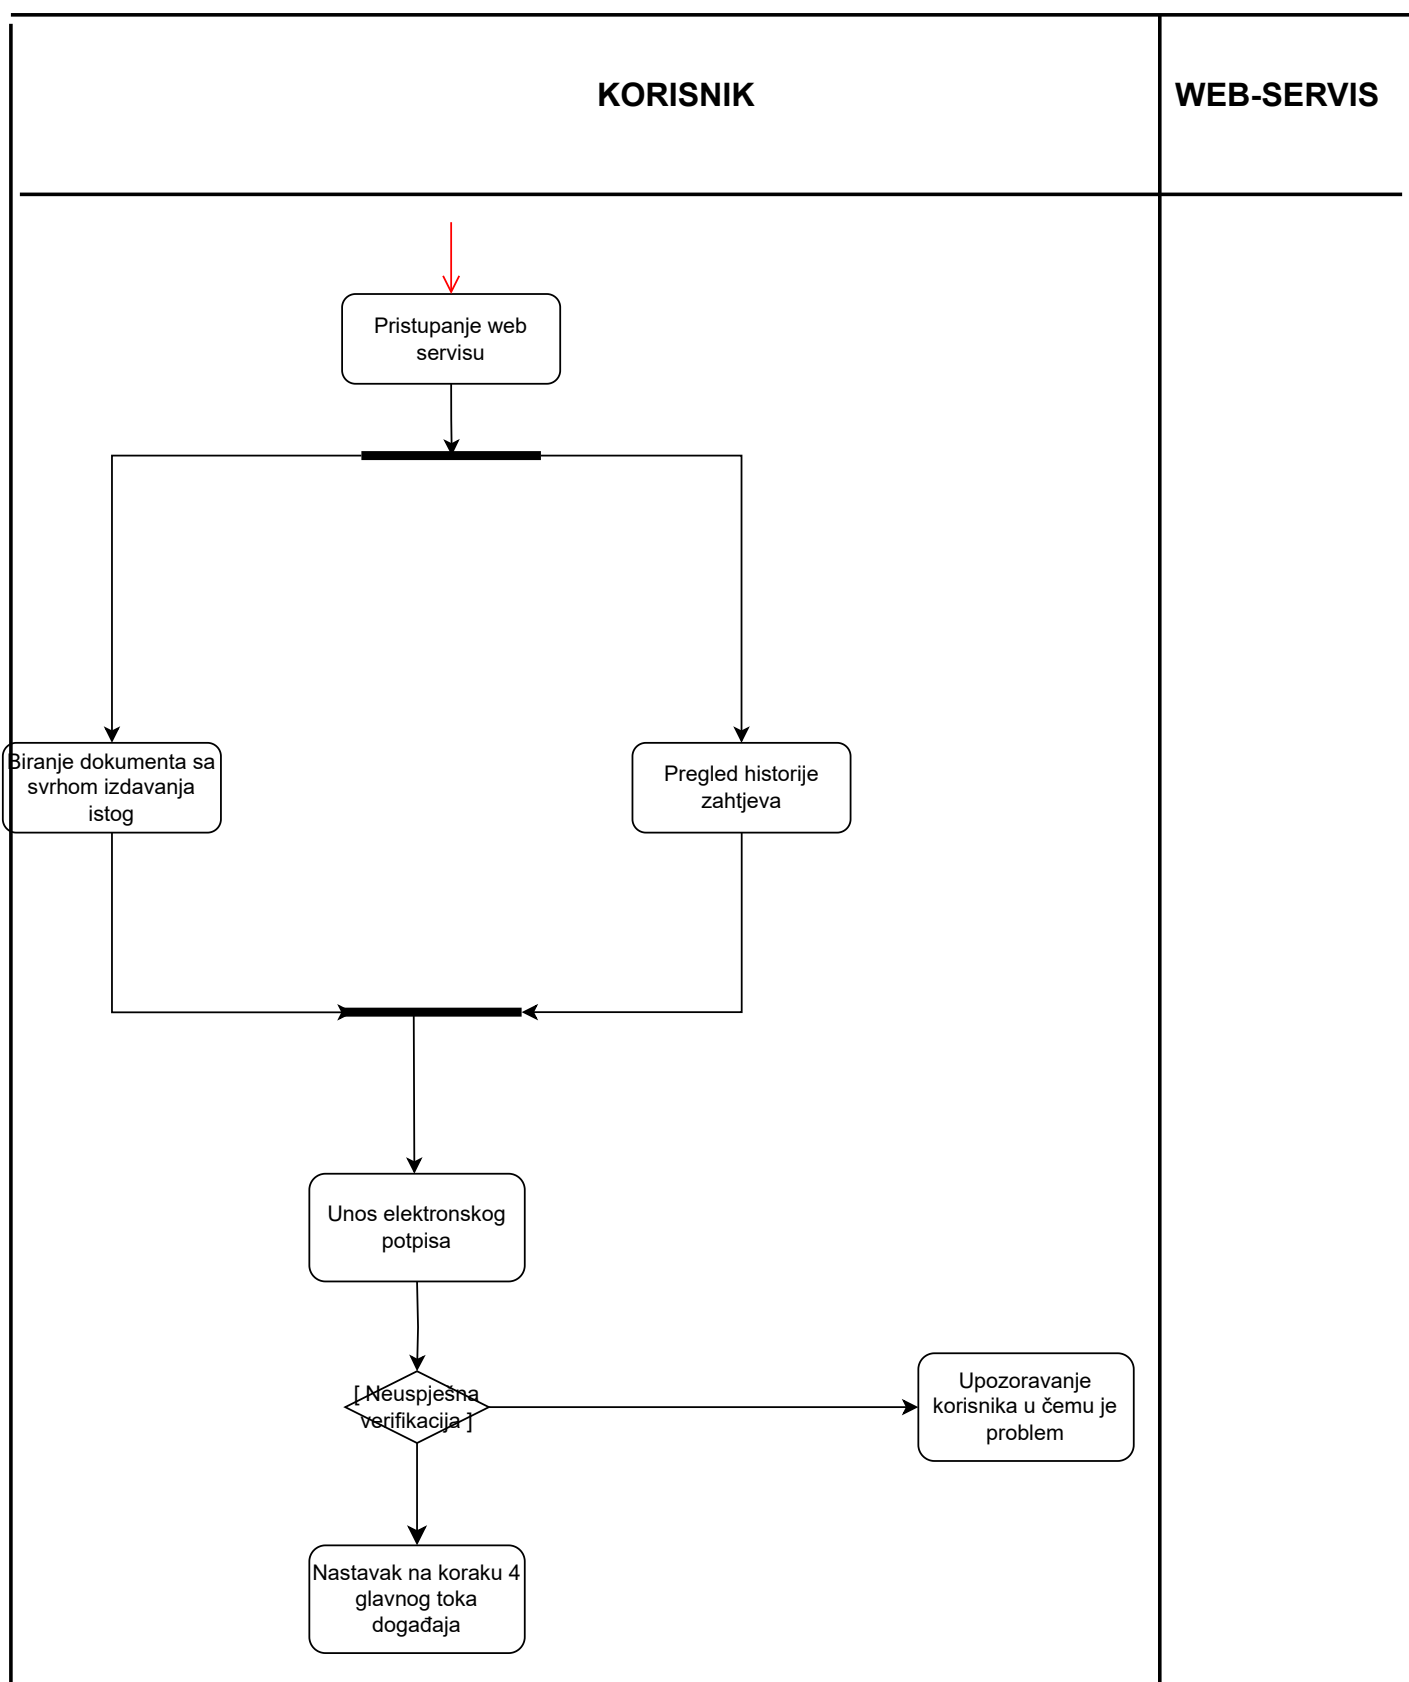 KORISNIK
WEB-SERVIS
Pristupanje web
servisu
Biranje dokumenta sa
svrhom izdavanja
istog
Pregled historije
zahtjeva
Unos elektronskog
potpisa
[ Neuspješna
verifikacija ]
Upozoravanje
korisnika u čemu je
problem
Nastavak na koraku 4
glavnog toka
događaja